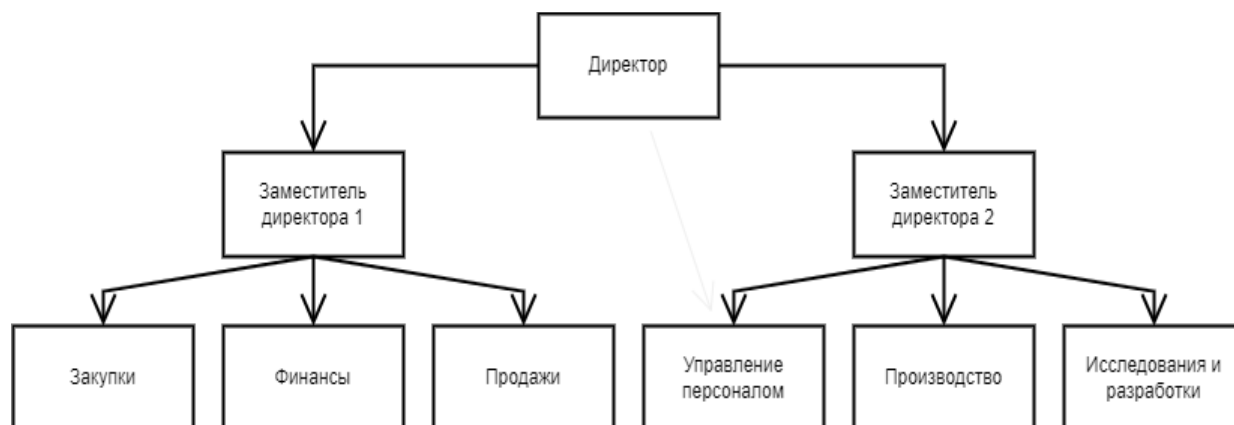 Директор
Заместитель
директора 1
Заместитель
директора 2
Закупки
Финансы
Продажи
Управление
персоналом
Производство
Исследования и
разработки